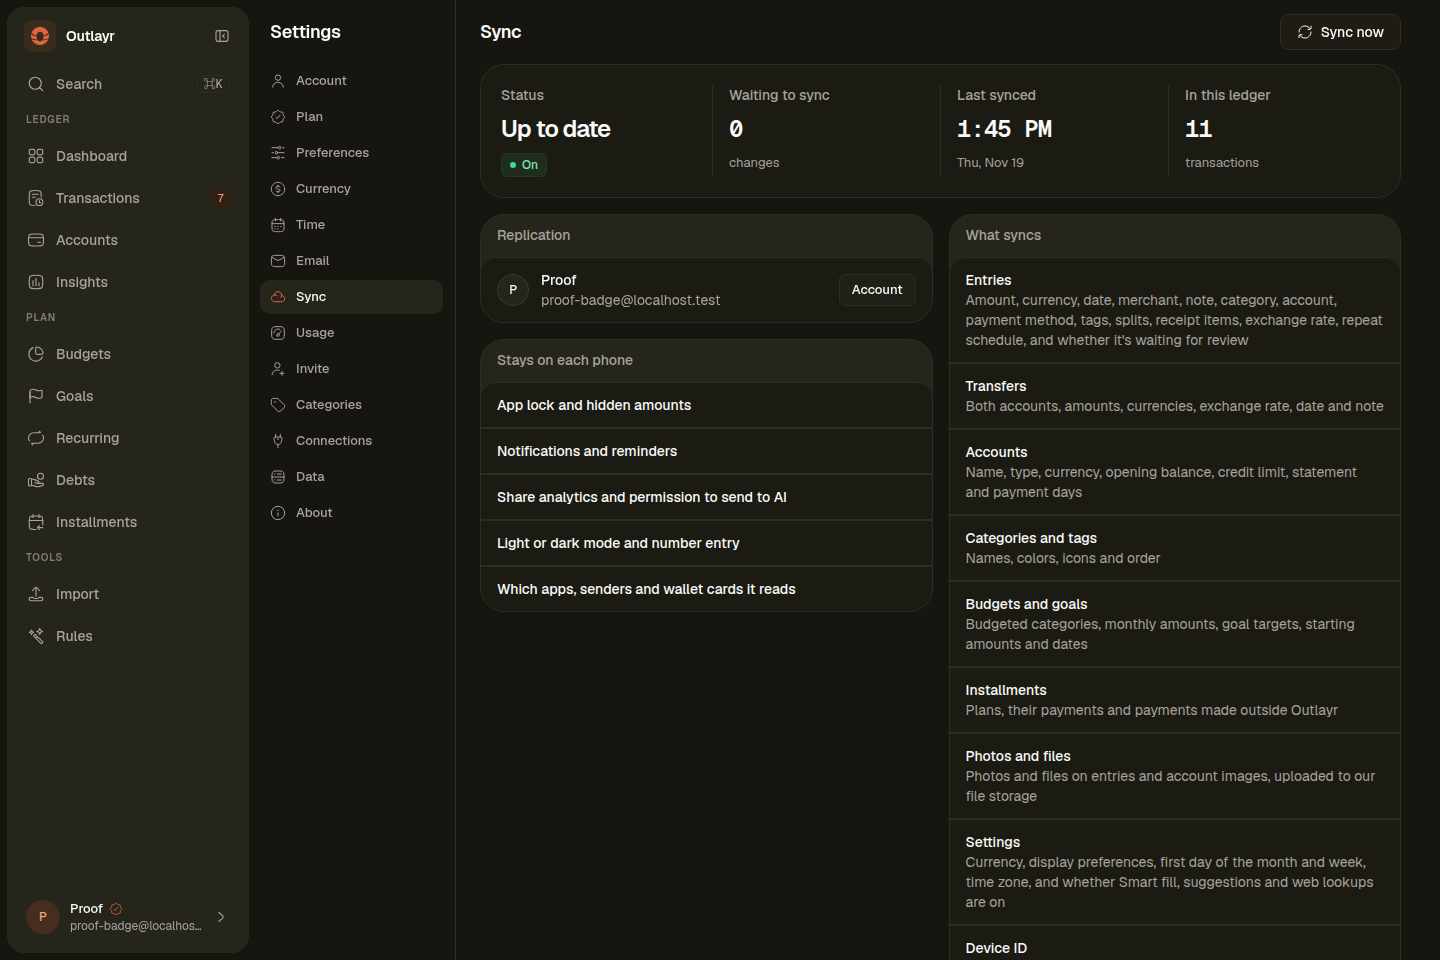 Outlayr
Search
⌘K
LEDGER
Dashboard
Transactions
7
Accounts
Insights
PLAN
Budgets
Goals
Recurring
Debts
Installments
TOOLS
Import
Rules
P
Proof
proof-badge@localhos...
Settings
Account
Plan
Preferences
Currency
Time
Email
Sync
Usage
Invite
Categories
Connections
Data
About
Sync
Sync now
Status
Up to date
On
Waiting to sync
0
changes
Last synced
1:45 PM
Thu, Nov 19
In this ledger
11
transactions
Replication
P
Proof
proof-badge@localhost.test
Account
Stays on each phone
App lock and hidden amounts
Notifications and reminders
Share analytics and permission to send to AI
Light or dark mode and number entry
Which apps, senders and wallet cards it reads
What syncs
Entries
Amount, currency, date, merchant, note, category, account,
payment method, tags, splits, receipt items, exchange rate, repeat
schedule, and whether it's waiting for review
Transfers
Both accounts, amounts, currencies, exchange rate, date and note
Accounts
Name, type, currency, opening balance, credit limit, statement
and payment days
Categories and tags
Names, colors, icons and order
Budgets and goals
Budgeted categories, monthly amounts, goal targets, starting
amounts and dates
Installments
Plans, their payments and payments made outside Outlayr
Photos and files
Photos and files on entries and account images, uploaded to our
file storage
Settings
Currency, display preferences, first day of the month and week,
time zone, and whether Smart fill, suggestions and web lookups
are on
Device ID